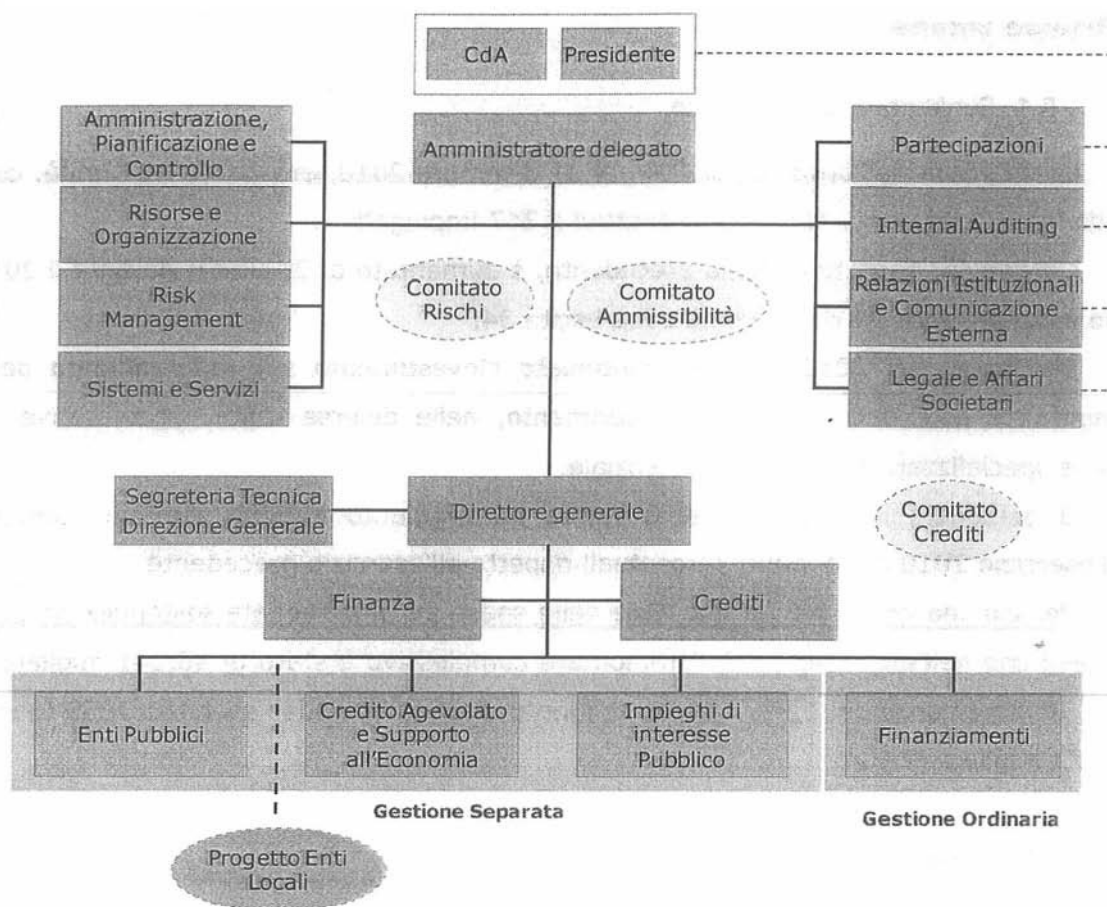 CdA
Presidente
Amministratore delegato
Amministrazione,
Pianificazione e
Controllo
Risorse e
Organizzazione
Risk
Management
Sistemi e Servizi
Partecipazioni
Internal Auditing
Relazioni Istituzionali
e Comunicazione
Esterna
Legale e Affari
Societari
Comitato
Rischi
Comitato
Ammissibilità
Segreteria Tecnica
Direzione Generale
Direttore generale
Comitato
Crediti
Finanza
Crediti
Enti Pubblici
Credito Agevolato
e Supporto
all'Economia
Impieghi di
interesse
Pubblico
Finanziamenti
Gestione Separata
Gestione Ordinaria
Progetto Enti
Locali